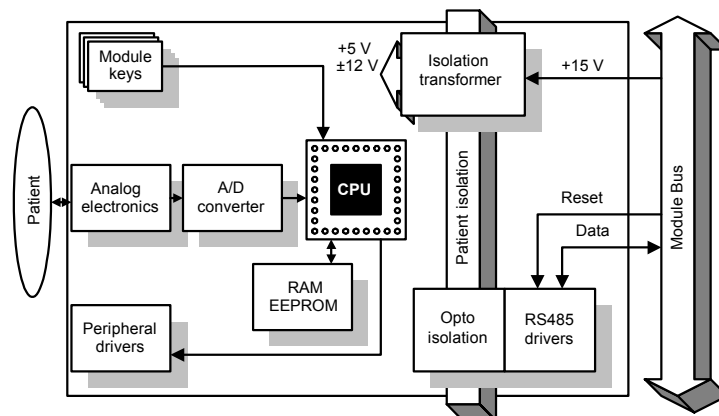 Module
keys
+5 V
±12 V
Isolation
transformer
+15 V
Patient
Analog
electronics
A/D
converter
CPU
Patient isolation
Module Bus
Reset
Data
RAM
EEPROM
Peripheral
drivers
Opto
isolation
RS485
drivers